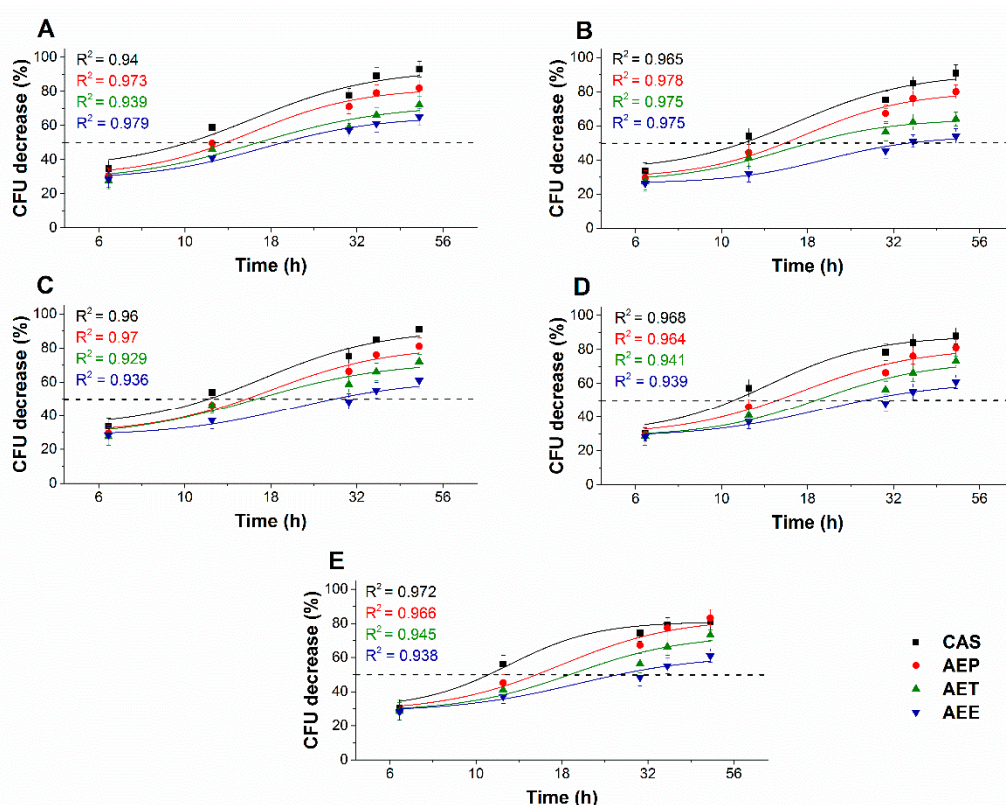 A
R² = 0.94
R² = 0.973
R² = 0.939
R² = 0.979
CFU decrease (%)
100
80
60
40
20
0
6 10 18 32 56
Time (h)
B
R² = 0.965
R² = 0.978
R² = 0.975
R² = 0.975
CFU decrease (%)
100
80
60
40
20
0
6 10 18 32 56
Time (h)
C
R² = 0.96
R² = 0.97
R² = 0.929
R² = 0.936
CFU decrease (%)
100
80
60
40
20
0
6 10 18 32 56
Time (h)
D
R² = 0.968
R² = 0.964
R² = 0.941
R² = 0.939
CFU decrease (%)
100
80
60
40
20
0
6 10 18 32 56
Time (h)
E
R² = 0.972
R² = 0.966
R² = 0.945
R² = 0.938
CFU decrease (%)
100
80
60
40
20
0
6 10 18 32 56
Time (h)
CAS
AEP
AET
AEE